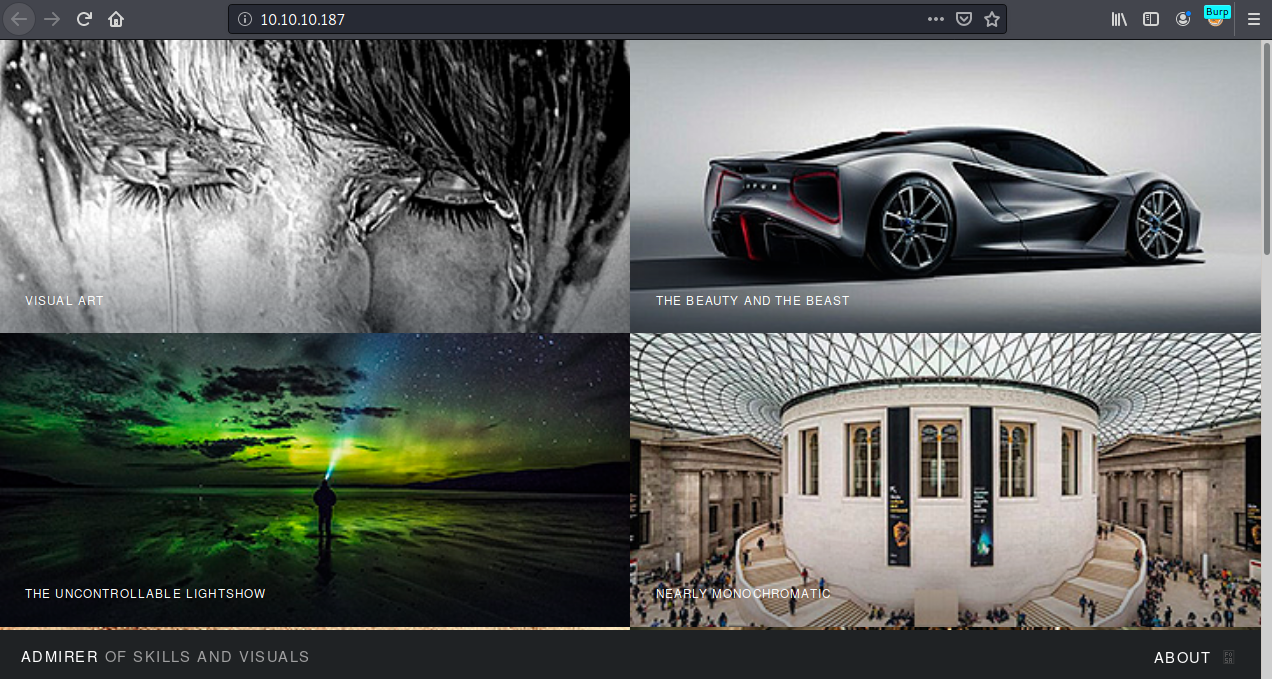 10.10.10.187
Burp
VISUAL ART
THE BEAUTY AND THE BEAST
THE UNCONTROLLABLE LIGHTSHOW
NEARLY MONOCHROMATIC
ADMIRER OF SKILLS AND VISUALS
ABOUT